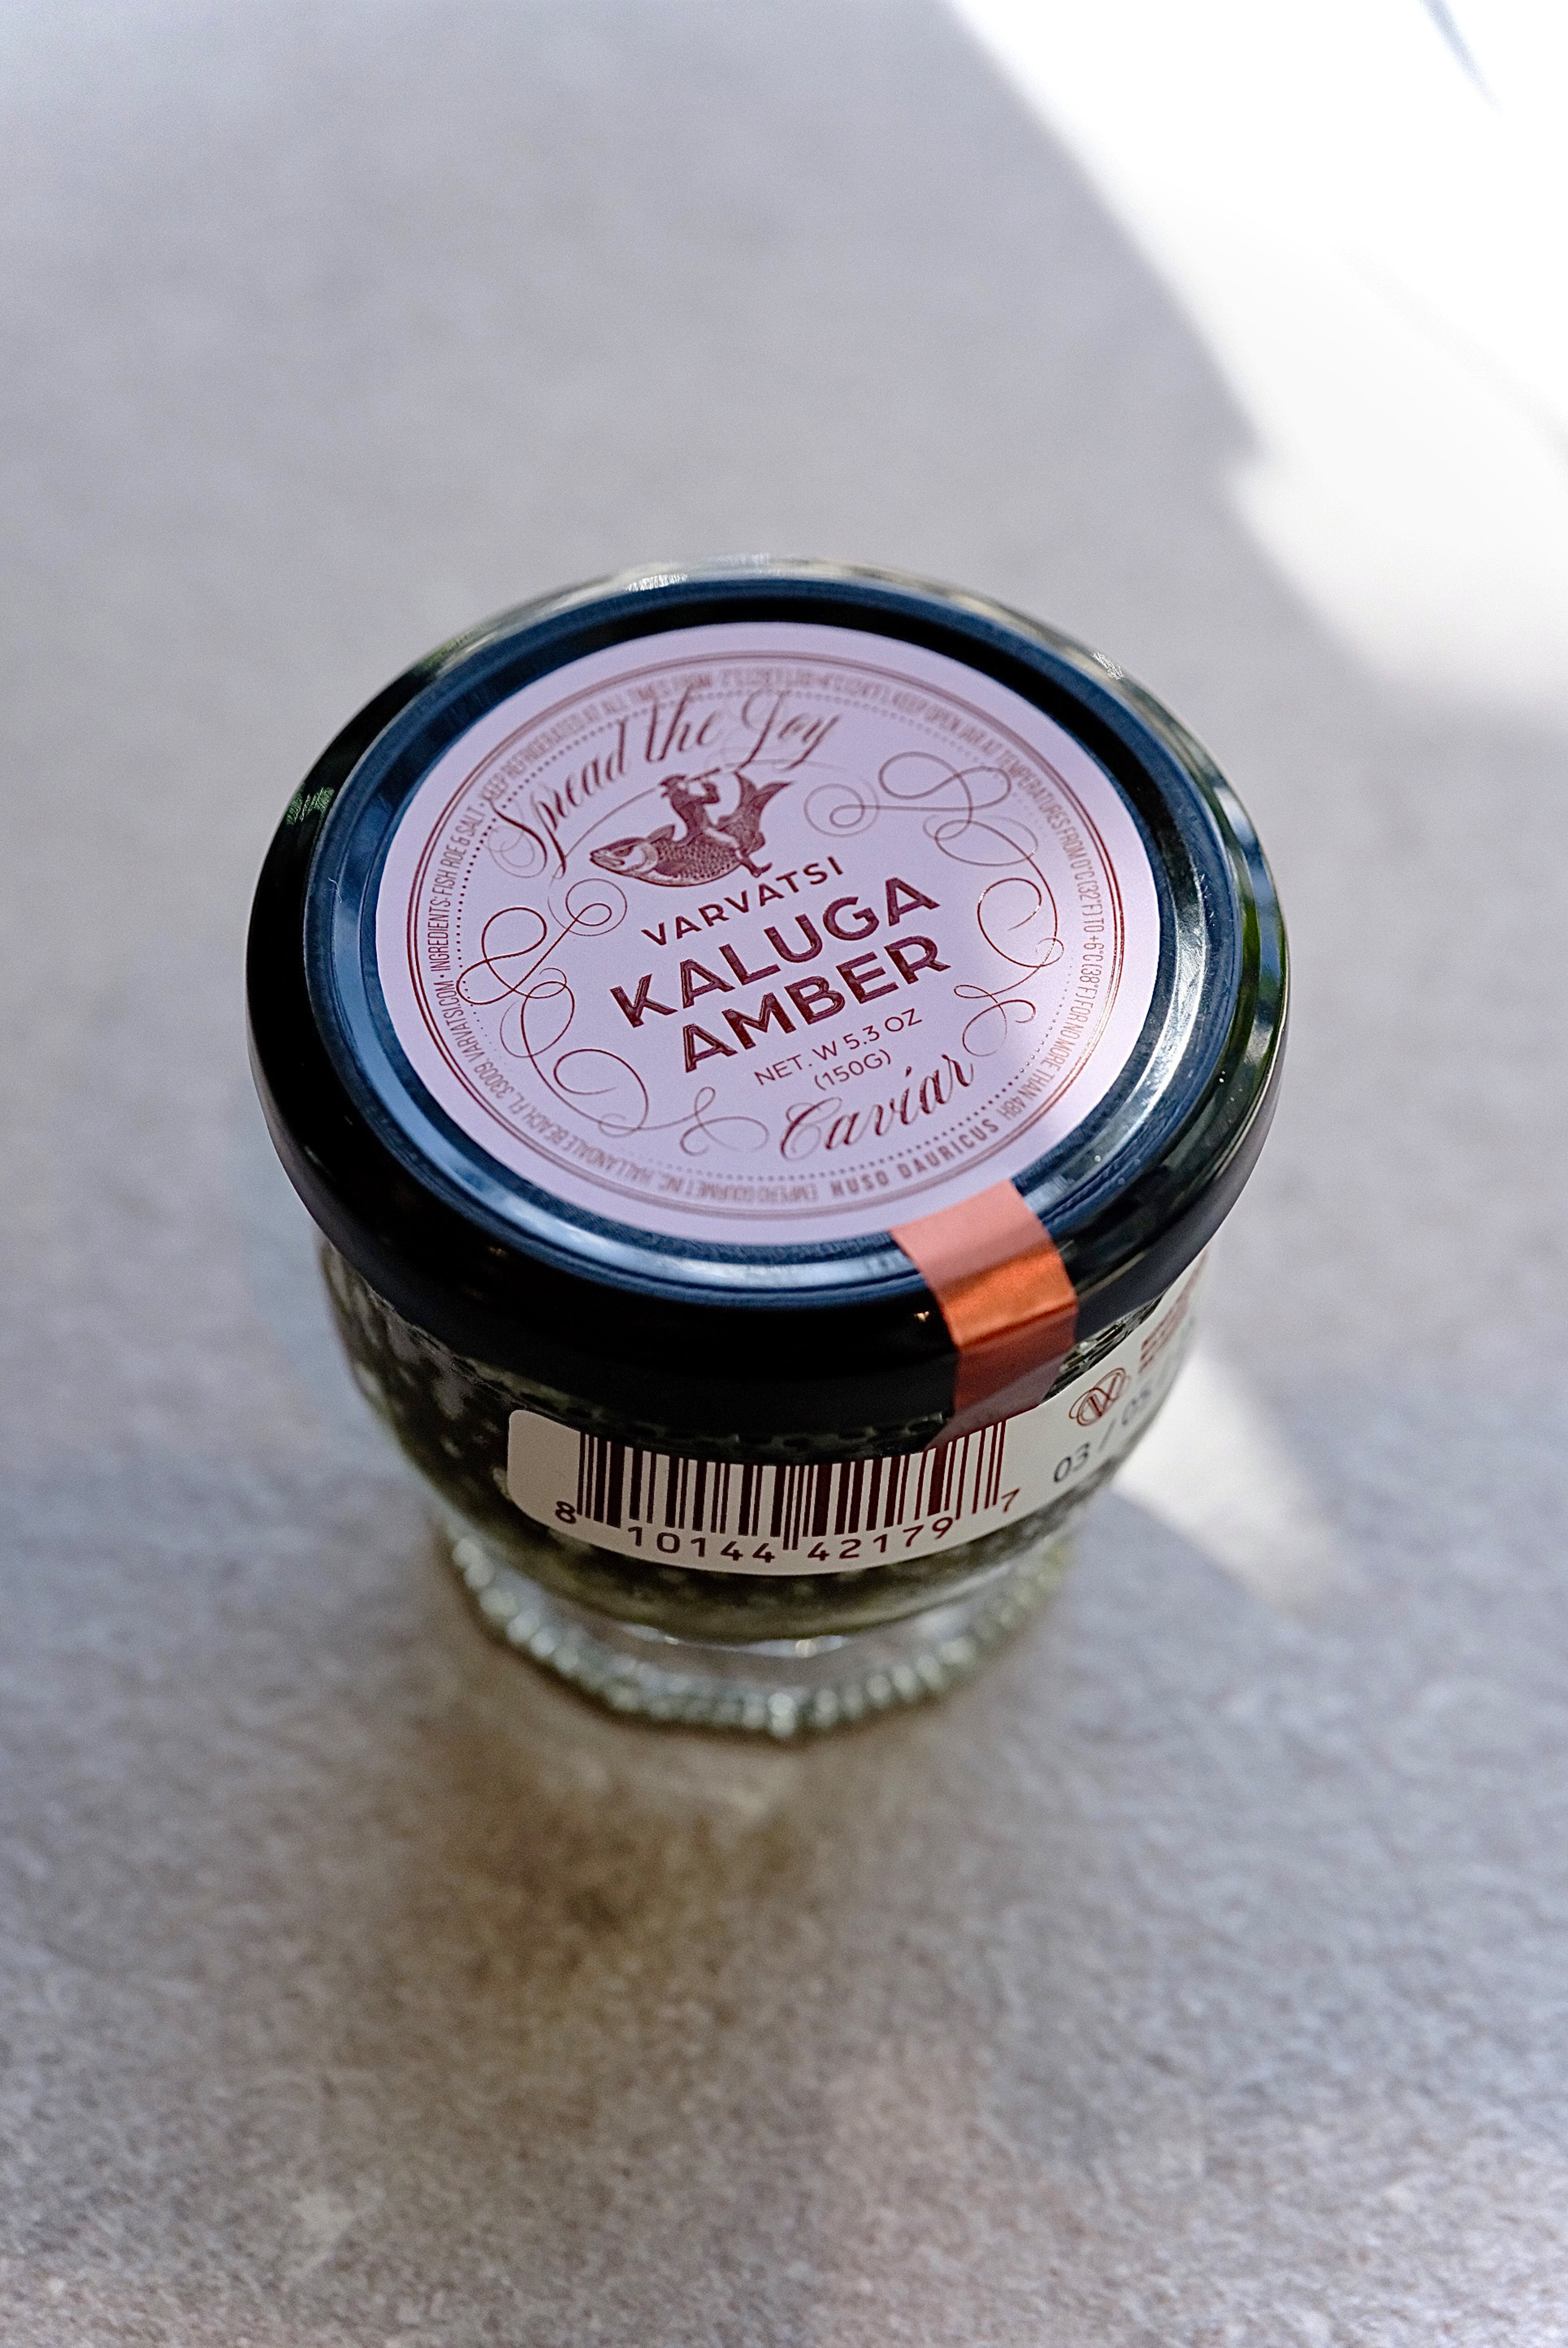 Spread the Joy
VARVATSI
KALUGA
AMBER
NET. W 5.3 OZ
(150G)
Caviar
HUSO DAURICUS
EMPERO GOURMET INC. HALLANDALE BEACH FL, 33009, VARVATSI.COM • INGREDIENTS: FISH ROE & SALT • KEEP REFRIGERATED AT ALL TIMES FROM
KEEP OPEN JAR AT TEMPERATURES FROM 0°C (32°F) TO +6°C (38°F) FOR NO MORE THAN 48H
8 10144 42179 7
03 / 05